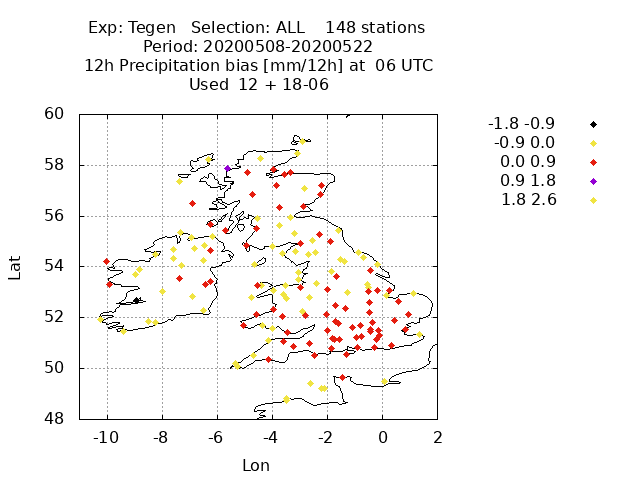 Exp: Tegen Selection: ALL 148 stations
Period: 20200508-20200522
12h Precipitation bias [mm/12h] at 06 UTC
Used 12 + 18-06
-1.8 -0.9
-0.9 0.0
0.0 0.9
0.9 1.8
1.8 2.6
60
58
56
54
52
50
48
Lat
-10 -8 -6 -4 -2 0 2
Lon